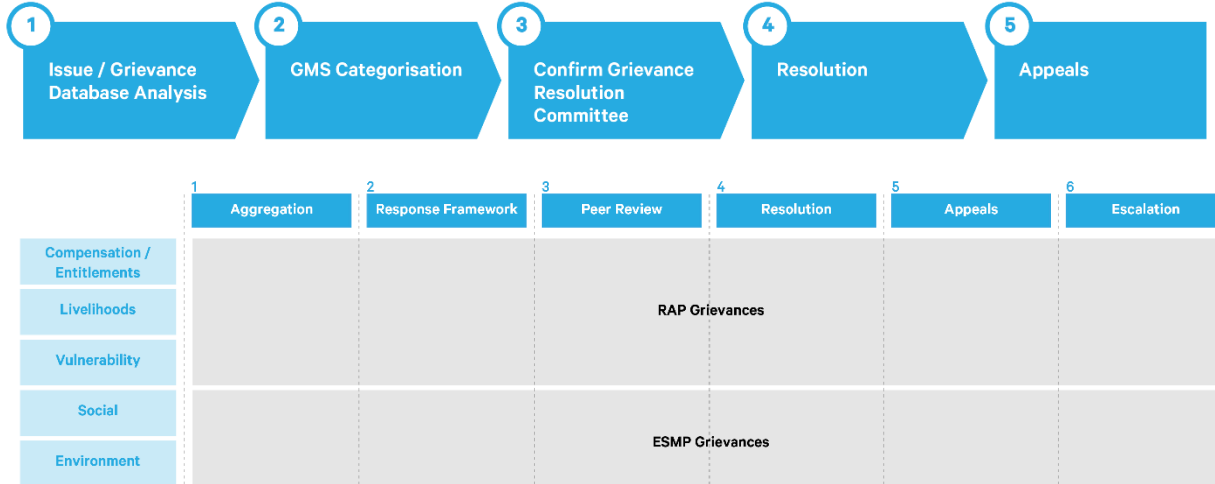 1
Issue / Grievance
Database Analysis
2
GMS Categorisation
3
Confirm Grievance
Resolution
Committee
4
Resolution
5
Appeals
1
Aggregation
2
Response Framework
3
Peer Review
4
Resolution
5
Appeals
6
Escalation
Compensation /
Entitlements
Livelihoods
Vulnerability
RAP Grievances
Social
Environment
ESMP Grievances